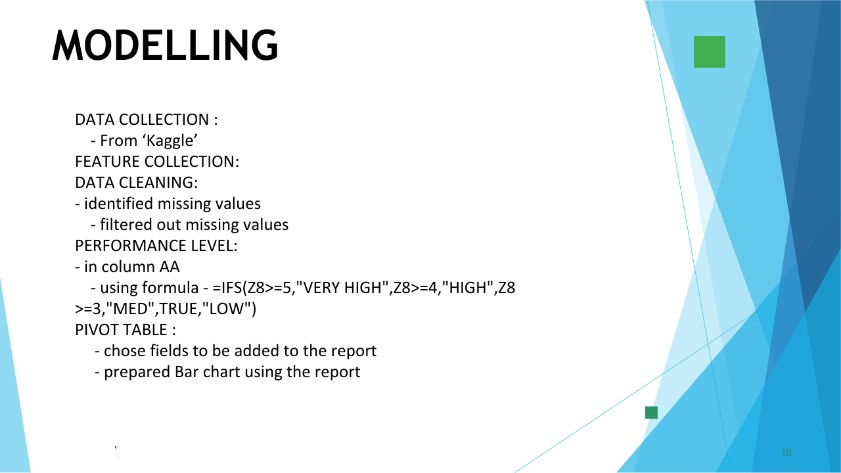 MODELLING
DATA COLLECTION :
- From ‘Kaggle’
FEATURE COLLECTION:
DATA CLEANING:
- identified missing values
- filtered out missing values
PERFORMANCE LEVEL:
- in column AA
- using formula - =IFS(Z8>=5,"VERY HIGH",Z8>=4,"HIGH",Z8
>=3,"MED",TRUE,"LOW")
PIVOT TABLE :
- chose fields to be added to the report
- prepared Bar chart using the report
10